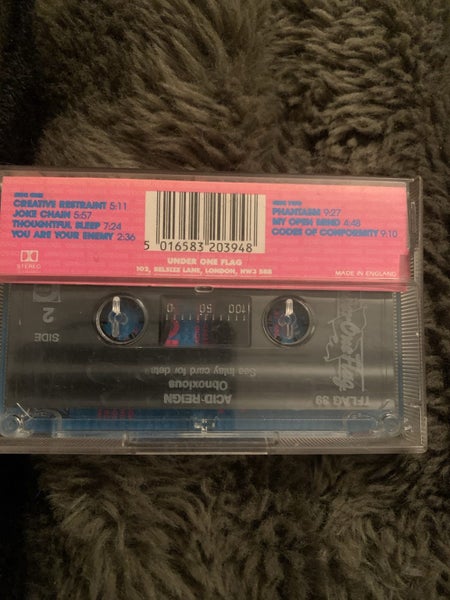 SIDE ONE
CREATIVE RESTRAINT 5:11
JOKE CHAIN 5:57
THOUGHTFUL SLEEP 7:24
YOU ARE YOUR ENEMY 2:36
5 016583 203948
SIDE TWO
PHANTASM 9:27
MY OPEN MIND 4:48
CODES OF CONFORMITY 9:10
DOLBY
STEREO
UNDER ONE FLAG
102, BELSIZE LANE, LONDON, NW3 5BB
MADE IN ENGLAND
TFLAG 39
ACID-REIGN
Obnoxious
See inlay card for
SIDE
2
One Flag
100 50 0